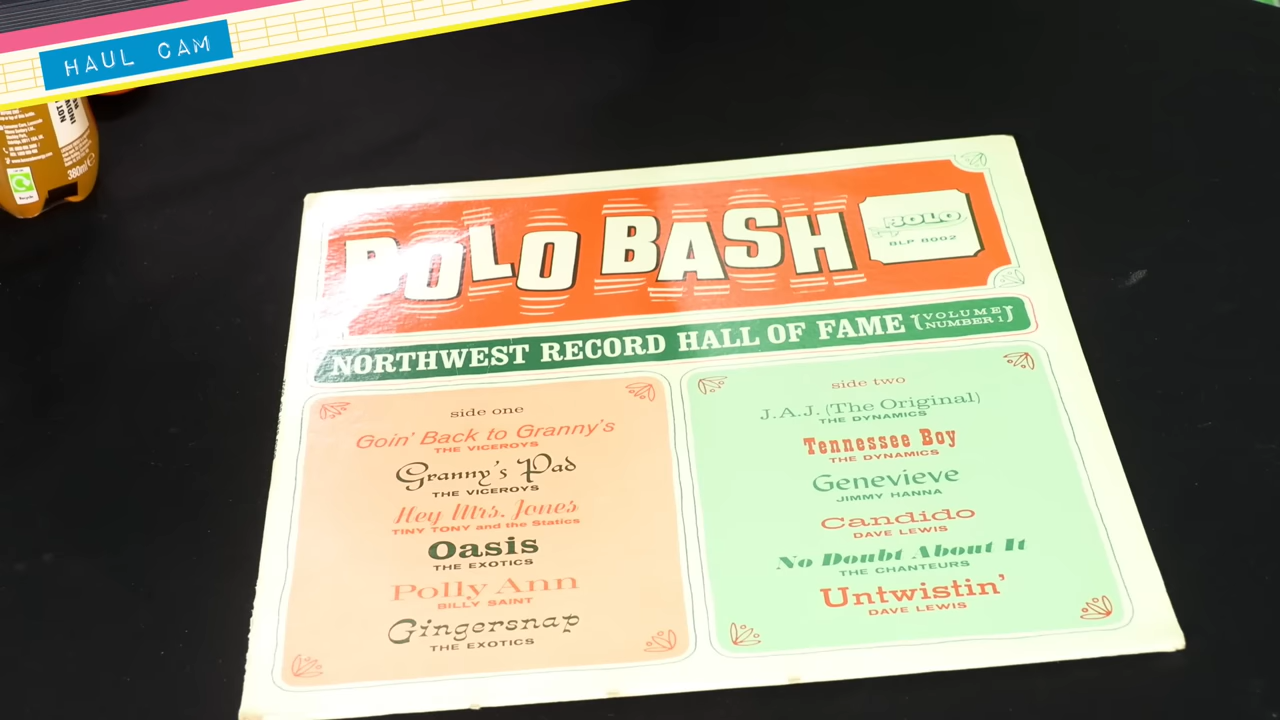 HAUL CAM
380ml e
BOLO BASH
BOLO
BLP 8002
NORTHWEST RECORD HALL OF FAME (VOLUME NUMBER 1)
side one
Goin' Back to Granny's
THE VICEROYS
Granny's Pad
THE VICEROYS
Hey Mrs. Jones
TINY TONY and the Statics
Oasis
THE EXOTICS
Polly Ann
BILLY SAINT
Gingersnap
THE EXOTICS
side two
J.A.J. (The Original)
THE DYNAMICS
Tennessee Boy
THE DYNAMICS
Genevieve
JIMMY HANNA
Candido
DAVE LEWIS
No Doubt About It
THE CHANTEURS
Untwistin'
DAVE LEWIS